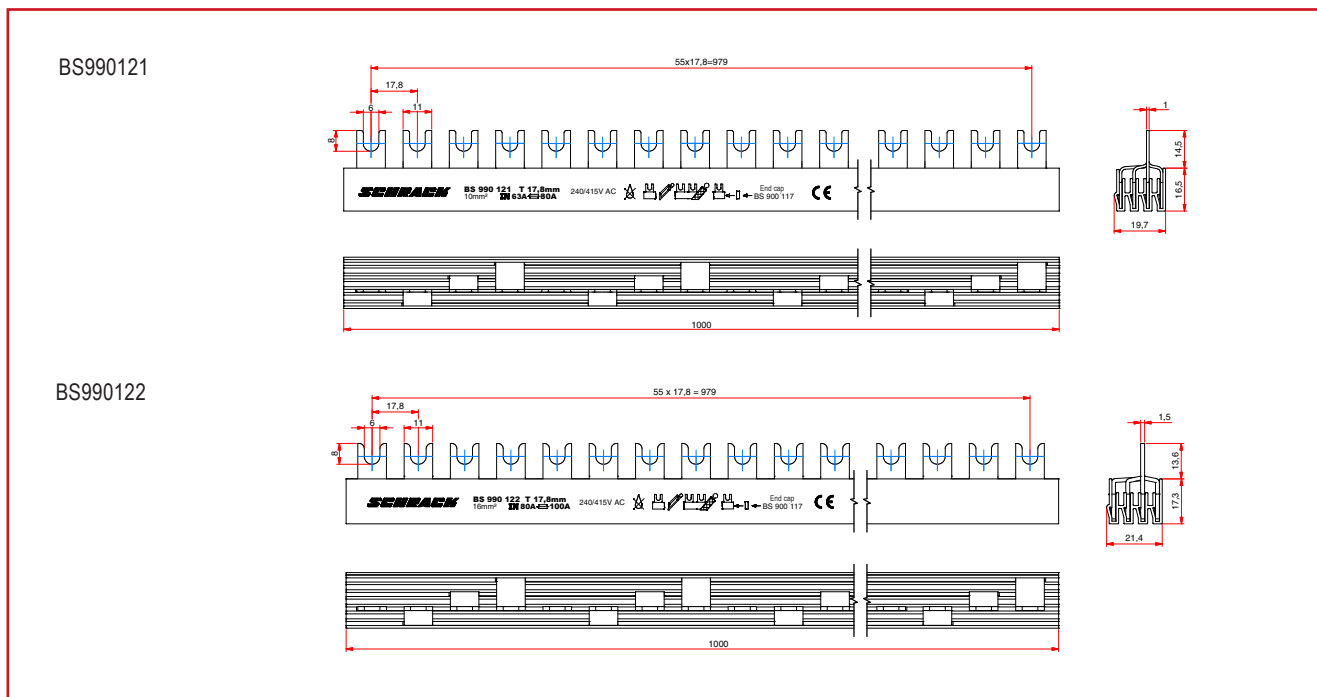 BS990121
55x17,8=979
17,8
6
11
8
1
14,5
16,5
19,7
SCHRACK
BS 990 121 T 17,8mm
10mm² IN 63A 80A
240/415V AC
End cap
BS 900 117
CE
1000
BS990122
55 x 17,8 = 979
17,8
6
11
8
1,5
13,6
17,3
21,4
SCHRACK
BS 990 122 T 17,8mm
16mm² IN 80A 100A
240/415V AC
End cap
BS 900 117
CE
1000